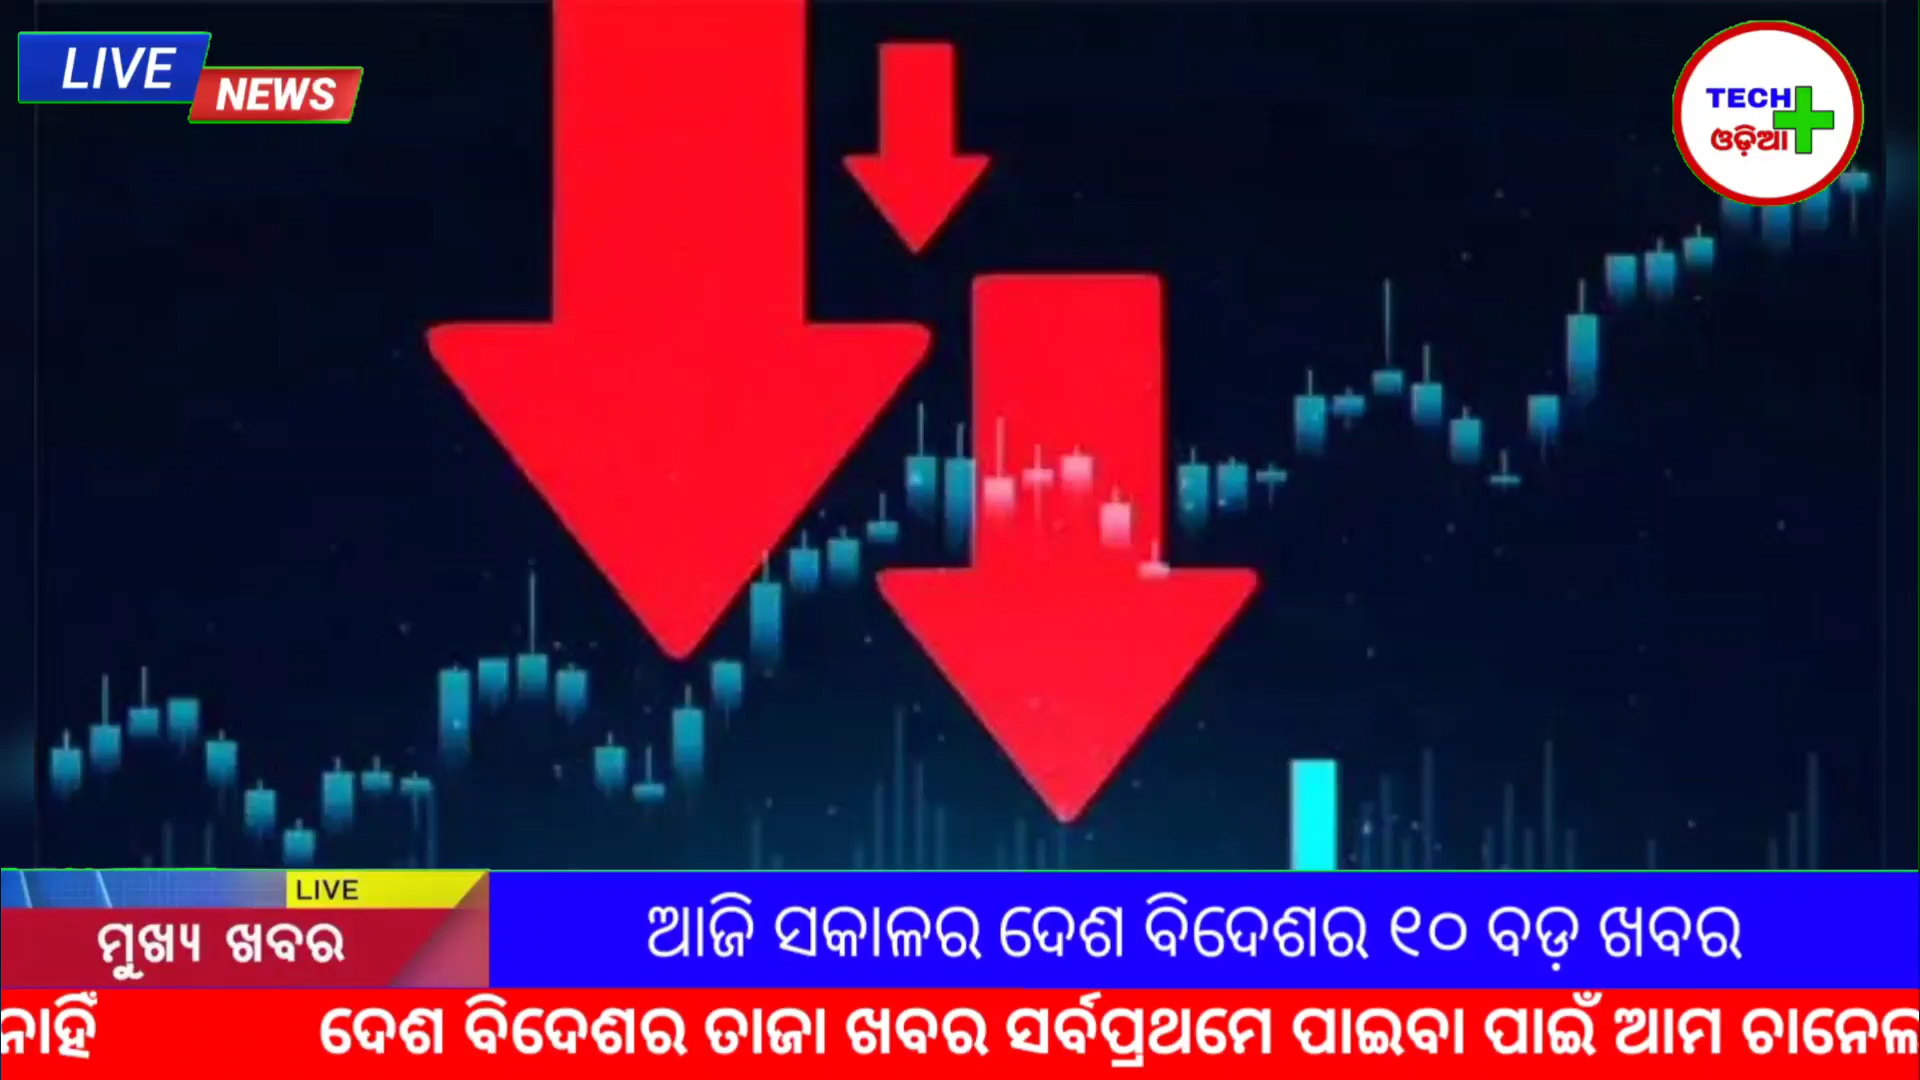 LIVE
NEWS
TECH
ଓଡ଼ିଆ
LIVE
ମୁଖ୍ୟ ଖବର
ଆଜି ସକାଳର ଦେଶ ବିଦେଶର ୧୦ ବଡ଼ ଖବର
ନାହିଁ ଦେଶ ବିଦେଶର ତାଜା ଖବର ସର୍ବପ୍ରଥମେ ପାଇବା ପାଇଁ ଆମ ଚାନେଲ